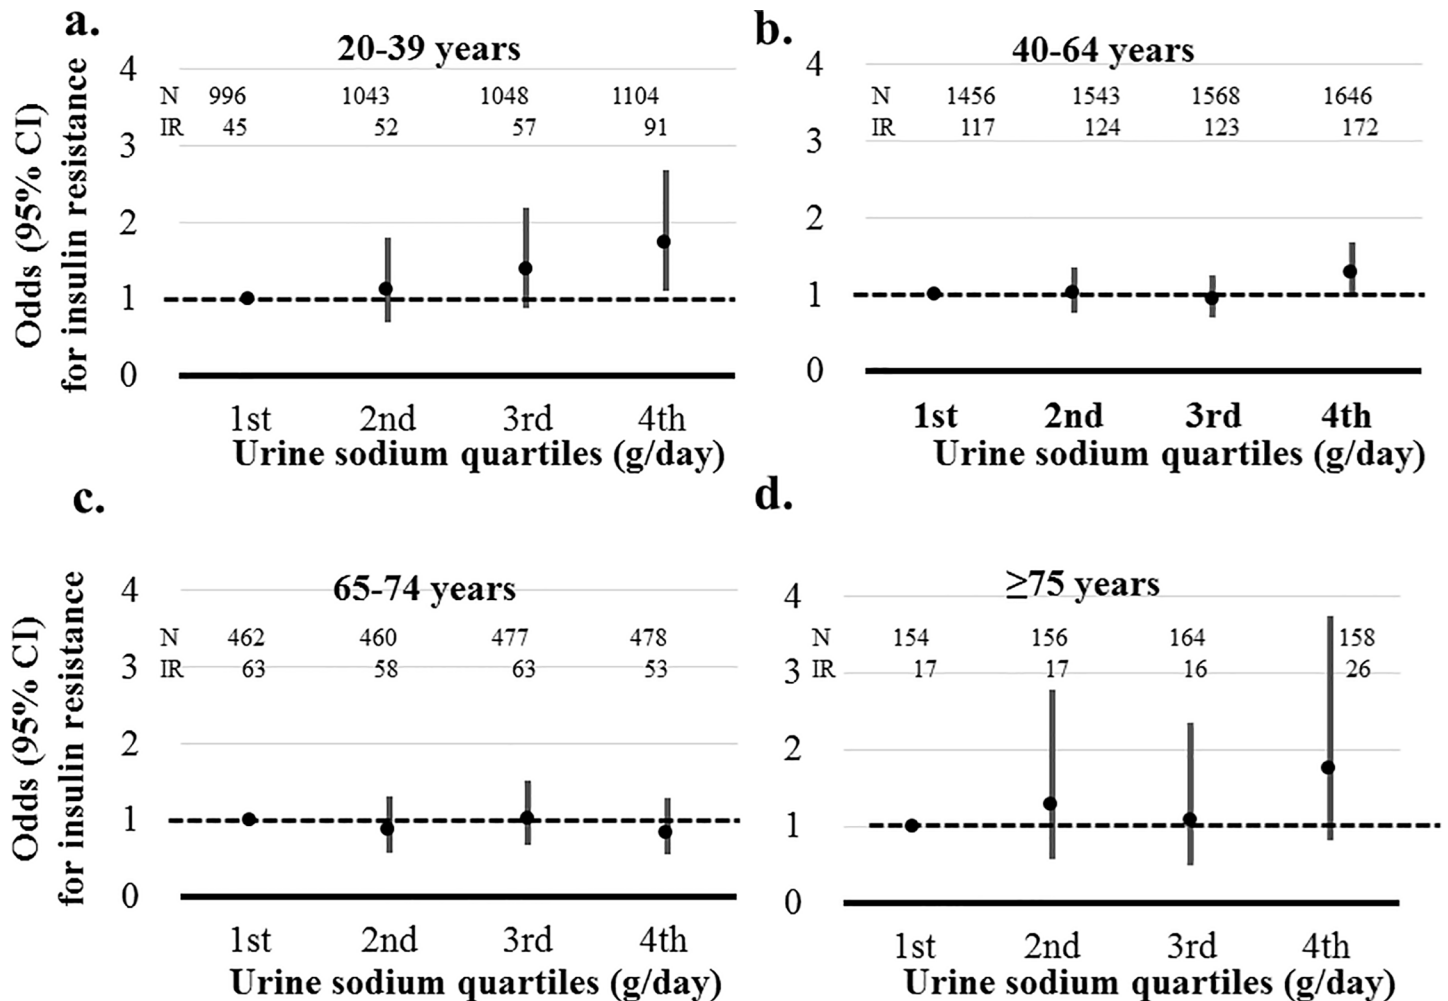 a.
20-39 years
Odds (95% CI)
for insulin resistance
4
N 996 1043 1048 1104
IR 45 52 57 91
3
2
1
0
1st 2nd 3rd 4th
Urine sodium quartiles (g/day)
b.
40-64 years
4
N 1456 1543 1568 1646
IR 117 124 123 172
3
2
1
0
1st 2nd 3rd 4th
Urine sodium quartiles (g/day)
c.
65-74 years
Odds (95% CI)
for insulin resistance
4
N 462 460 477 478
3
IR 63 58 63 53
2
1
0
1st 2nd 3rd 4th
Urine sodium quartiles (g/day)
d.
≥75 years
4
N 154 156 164 158
3
IR 17 17 16 26
2
1
0
1st 2nd 3rd 4th
Urine sodium quartiles (g/day)